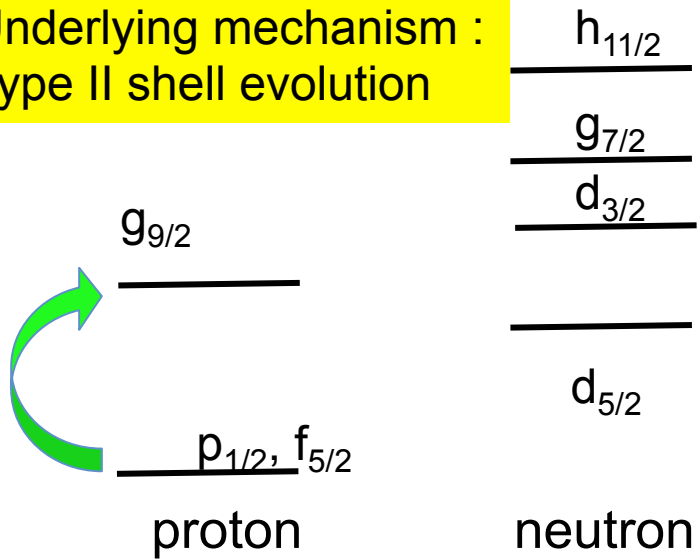 Underlying mechanism :
ype II shell evolution
h11/2
g7/2
d3/2
g9/2
d5/2
p1/2, f5/2
proton
neutron